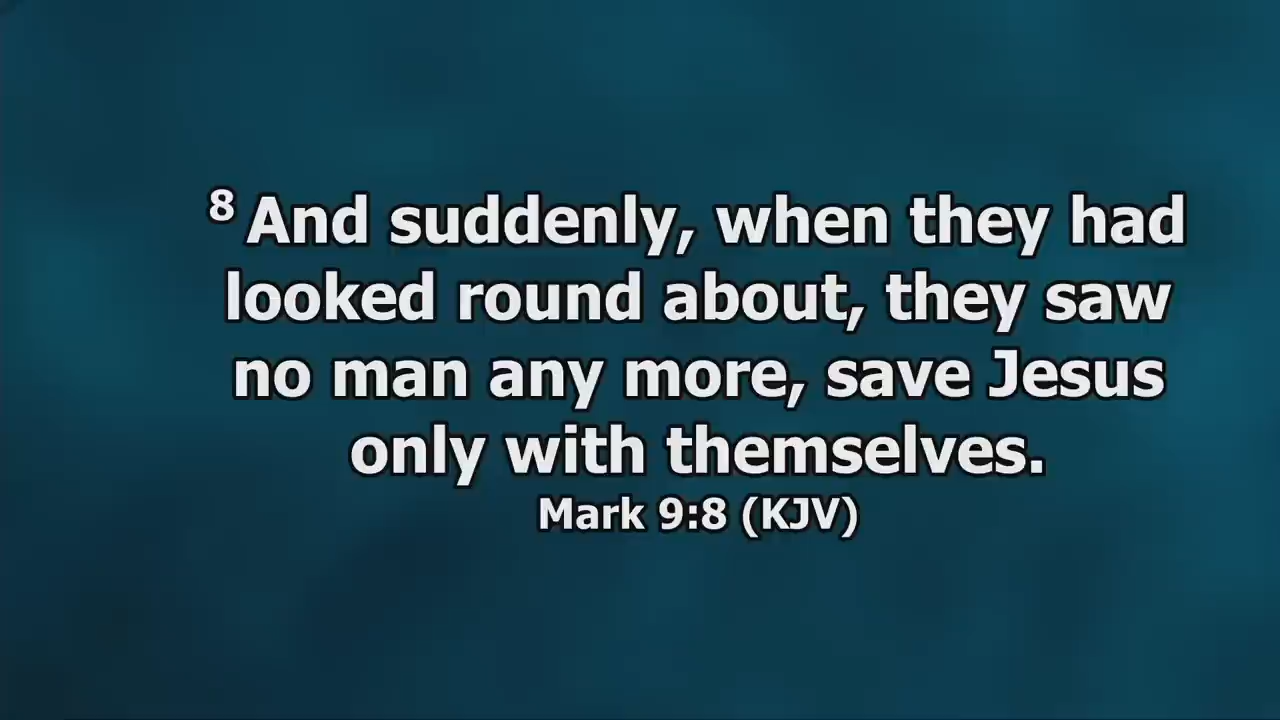 8 And suddenly, when they had
looked round about, they saw
no man any more, save Jesus
only with themselves.
Mark 9:8 (KJV)